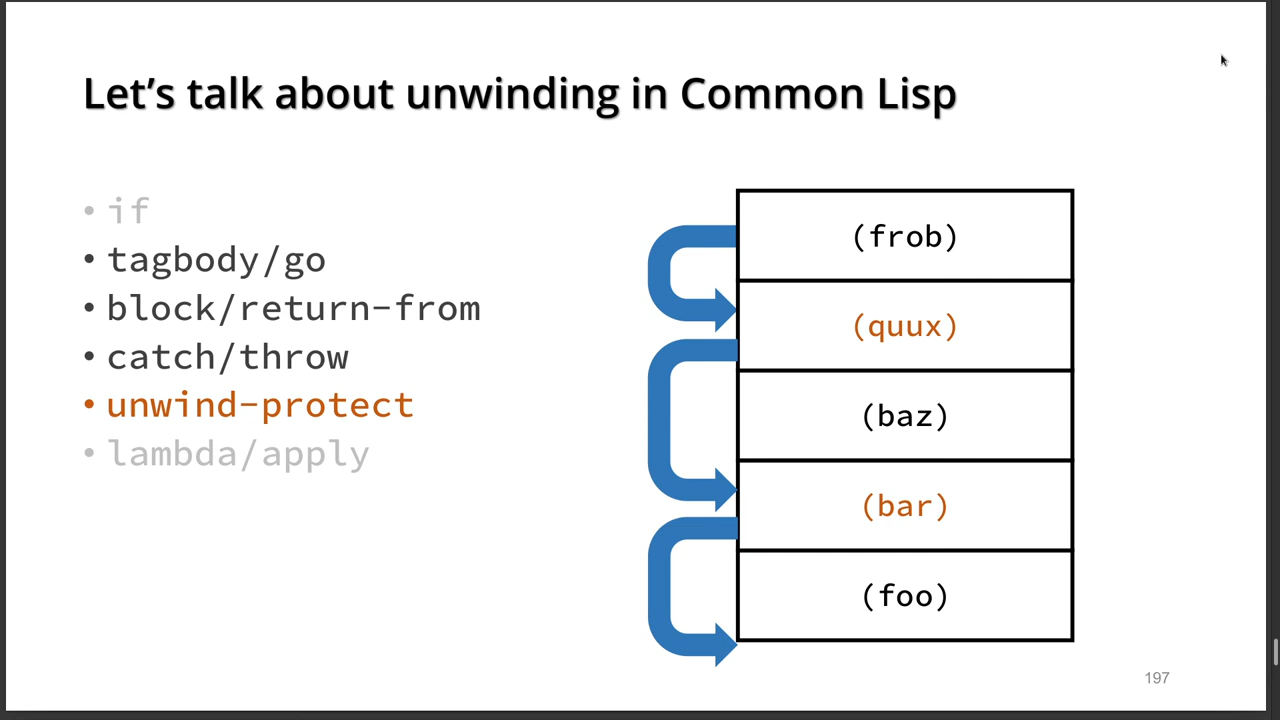 Let's talk about unwinding in Common Lisp
• if
• tagbody/go
• block/return-from
• catch/throw
• unwind-protect
• lambda/apply
(frob)
(quux)
(baz)
(bar)
(foo)
197